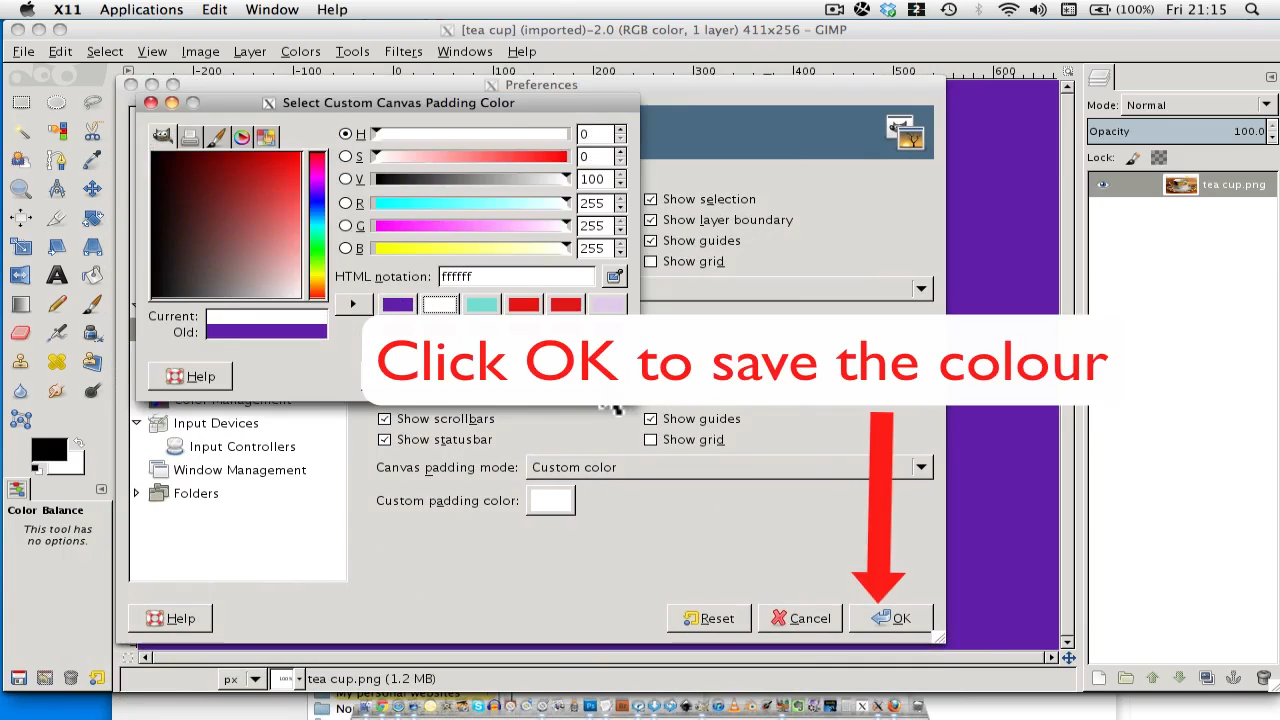 X11 Applications Edit Window Help
2 (100%) Fri 21:15
[tea cup] (imported)-2.0 (RGB color, 1 layer) 411x256 – GIMP
File Edit Select View Image Layer Colors Tools Filters Windows Help
-200 -100 0 100 200 300 400 500 600
Preferences
Select Custom Canvas Padding Color
Mode: Normal
Opacity 100.0
Lock:
tea cup.png
H 0
S 0
V 100
R 255
G 255
B 255
HTML notation: ffffff
Current:
Old:
Help
Show selection
Show layer boundary
Show guides
Show grid
Click OK to save the colour
Input Devices
Input Controllers
Window Management
Folders
Show scrollbars
Show statusbar
Show guides
Show grid
Canvas padding mode: Custom color
Custom padding color:
Color Balance
This tool has
no options.
Help Reset Cancel OK
px 100% tea cup.png (1.2 MB)
My personal websites